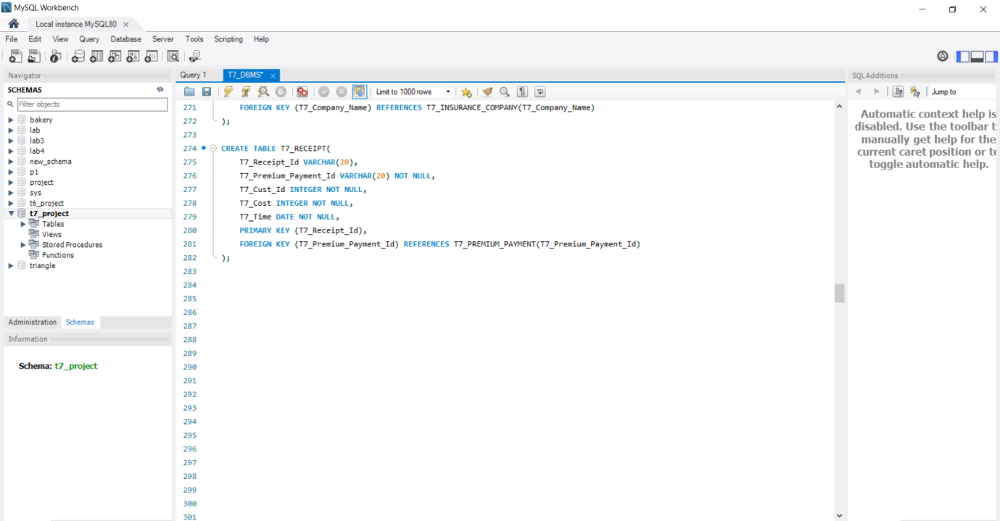 MySQL Workbench
Local instance MySQL80
File Edit View Query Database Server Tools Scripting Help
Navigator
SCHEMAS
Filter objects
bakery
lab
lab3
lab4
new_schema
p1
project
sys
t6_project
t7_project
Tables
Views
Stored Procedures
Functions
triangle
Administration Schemas
Information
Schema: t7_project
Query 1 T7_DBMS*
Limit to 1000 rows
271 FOREIGN KEY (T7_Company_Name) REFERENCES T7_INSURANCE_COMPANY(T7_Company_Name)
272 );
273
274 CREATE TABLE T7_RECEIPT(
275 T7_Receipt_Id VARCHAR(20),
276 T7_Premium_Payment_Id VARCHAR(20) NOT NULL,
277 T7_Cust_Id INTEGER NOT NULL,
278 T7_Cost INTEGER NOT NULL,
279 T7_Time DATE NOT NULL,
280 PRIMARY KEY (T7_Receipt_Id),
281 FOREIGN KEY (T7_Premium_Payment_Id) REFERENCES T7_PREMIUM_PAYMENT(T7_Premium_Payment_Id)
282 );
283
284
285
286
287
288
289
290
291
292
293
294
295
296
297
298
299
300
301
SQLAdditions
Jump to
Automatic context help is
disabled. Use the toolbar t
manually get help for the
current caret position or to
toggle automatic help.